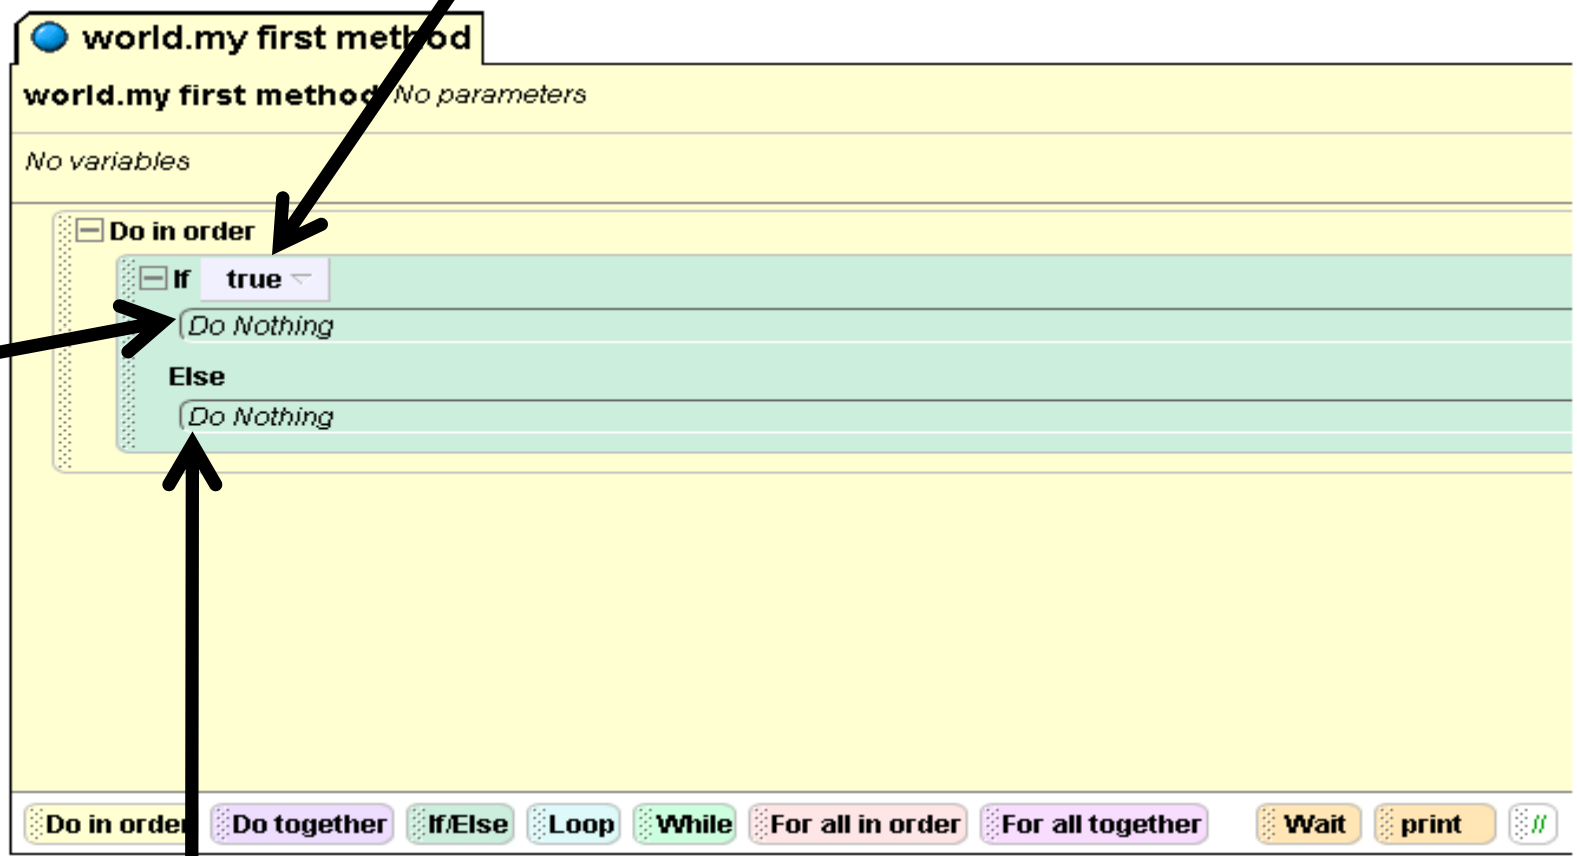 world.my first method
world.my first method No parameters
No variables
Do in order
If true
Do Nothing
Else
Do Nothing
Do in order Do together If/Else Loop While For all in order For all together Wait print //